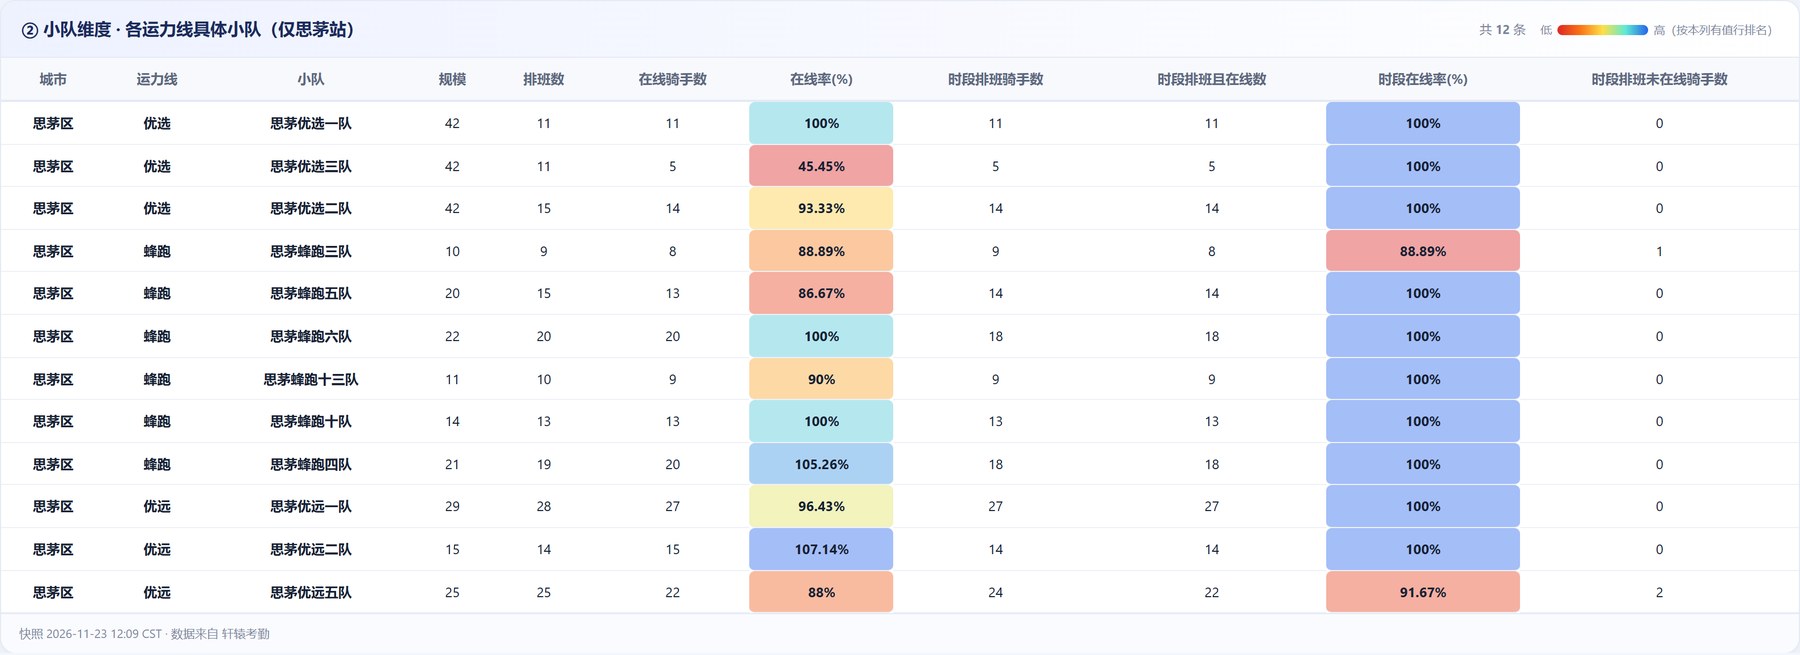 ② 小队维度 · 各运力线具体小队（仅思茅站）
共 12 条 低 高 (按本列有值行排名)
城市 运力线 小队 规模 排班数 在线骑手数 在线率(%) 时段排班骑手数 时段排班且在线数 时段在线率(%) 时段排班未在线骑手数
思茅区 优选 思茅优选一队 42 11 11 100% 11 11 100% 0
思茅区 优选 思茅优选三队 42 11 5 45.45% 5 5 100% 0
思茅区 优选 思茅优选二队 42 15 14 93.33% 14 14 100% 0
思茅区 蜂跑 思茅蜂跑三队 10 9 8 88.89% 9 8 88.89% 1
思茅区 蜂跑 思茅蜂跑五队 20 15 13 86.67% 14 14 100% 0
思茅区 蜂跑 思茅蜂跑六队 22 20 20 100% 18 18 100% 0
思茅区 蜂跑 思茅蜂跑十三队 11 10 9 90% 9 9 100% 0
思茅区 蜂跑 思茅蜂跑十队 14 13 13 100% 13 13 100% 0
思茅区 蜂跑 思茅蜂跑四队 21 19 20 105.26% 18 18 100% 0
思茅区 优远 思茅优远一队 29 28 27 96.43% 27 27 100% 0
思茅区 优远 思茅优远二队 15 14 15 107.14% 14 14 100% 0
思茅区 优远 思茅优远五队 25 25 22 88% 24 22 91.67% 2
快照 2026-11-23 12:09 CST · 数据来自 轩辕考勤